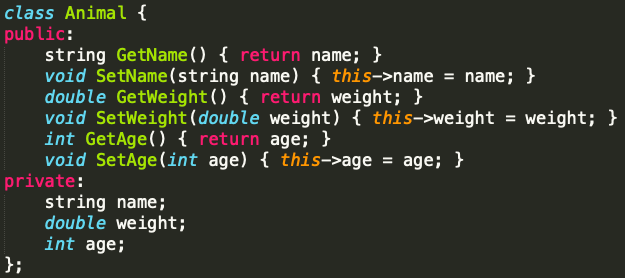 class Animal {
public:
    string GetName() { return name; }
    void SetName(string name) { this->name = name; }
    double GetWeight() { return weight; }
    void SetWeight(double weight) { this->weight = weight; }
    int GetAge() { return age; }
    void SetAge(int age) { this->age = age; }
private:
    string name;
    double weight;
    int age;
};